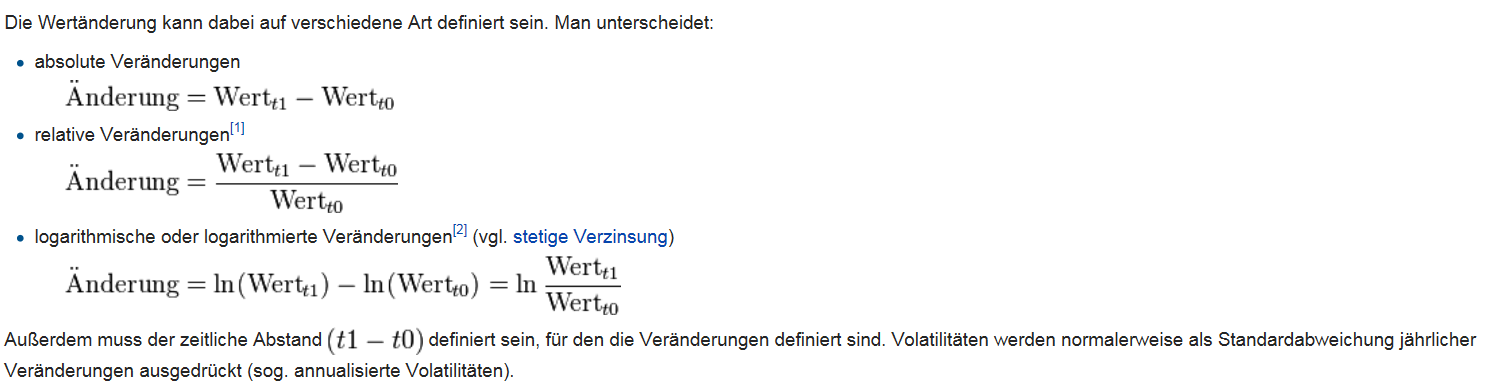 Die Wertänderung kann dabei auf verschiedene Art definiert sein. Man unterscheidet:
• absolute Veränderungen
Änderung = Wert_t1 − Wert_t0
• relative Veränderungen[1]
Änderung = (Wert_t1 − Wert_t0) / Wert_t0
• logarithmische oder logarithmierte Veränderungen[2] (vgl. stetige Verzinsung)
Änderung = ln(Wert_t1) − ln(Wert_t0) = ln (Wert_t1 / Wert_t0)
Außerdem muss der zeitliche Abstand (t1 − t0) definiert sein, für den die Veränderungen definiert sind. Volatilitäten werden normalerweise als Standardabweichung jährlicher
Veränderungen ausgedrückt (sog. annualisierte Volatilitäten).